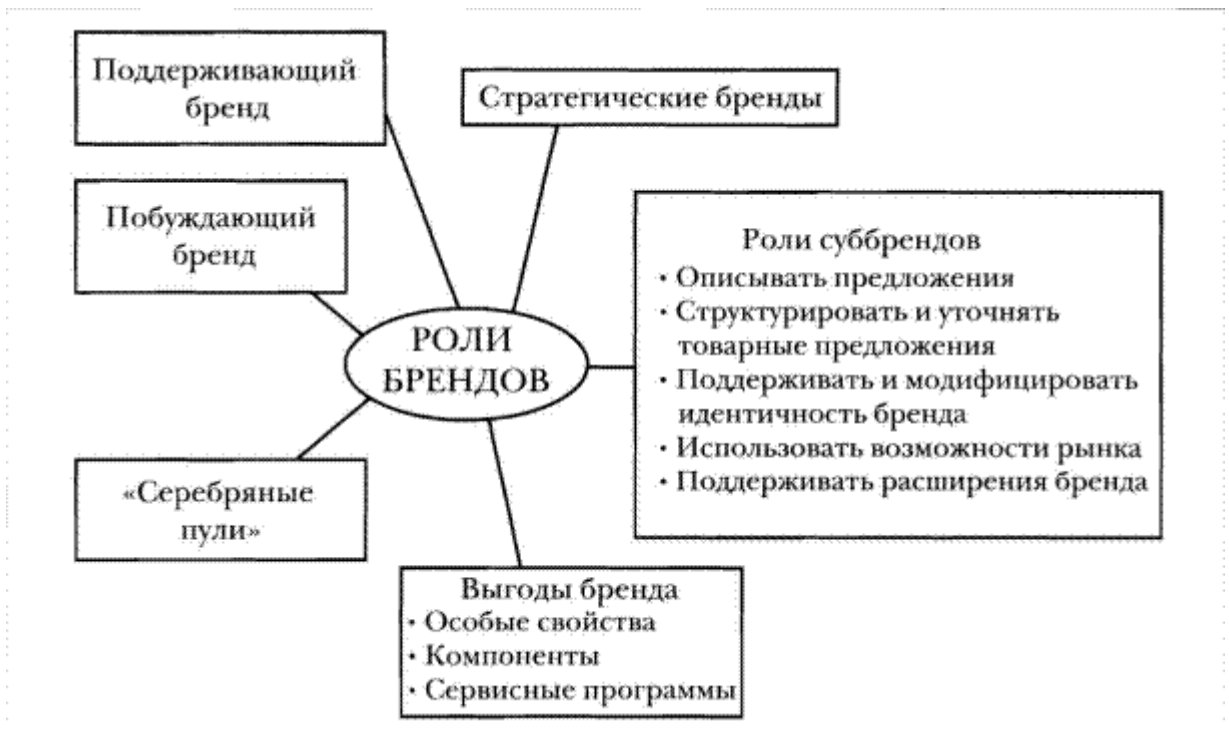 Поддерживающий
бренд
Стратегические бренды
Побуждающий
бренд
Роли суббрендов
• Описывать предложения
• Структурировать и уточнять
товарные предложения
• Поддерживать и модифицировать
идентичность бренда
• Использовать возможности рынка
• Поддерживать расширения бренда
РОЛИ
БРЕНДОВ
«Серебряные
пули»
Выгоды бренда
• Особые свойства
• Компоненты
• Сервисные программы